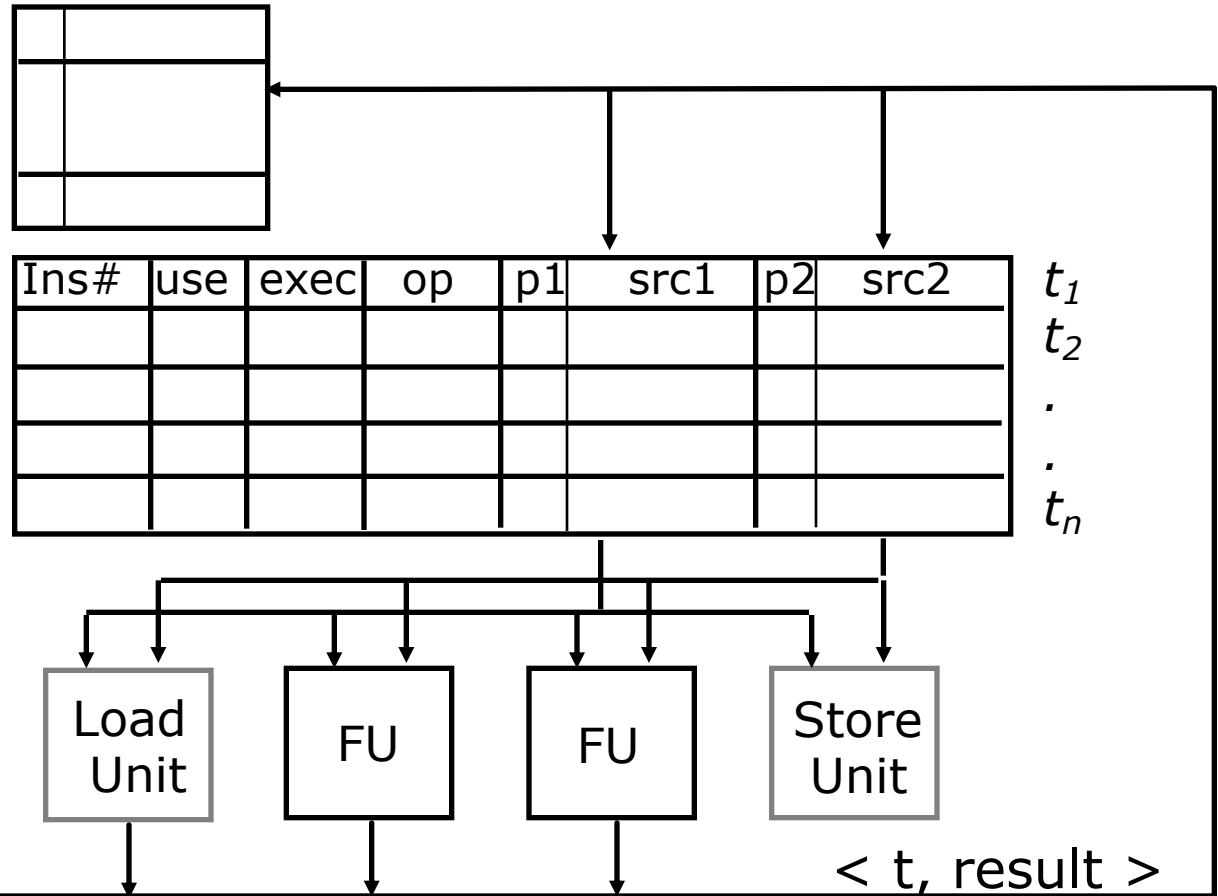 Ins# use exec op p1 src1 p2 src2 t1
t2
.
.
tn
Load Unit
FU
FU
Store Unit
< t, result >